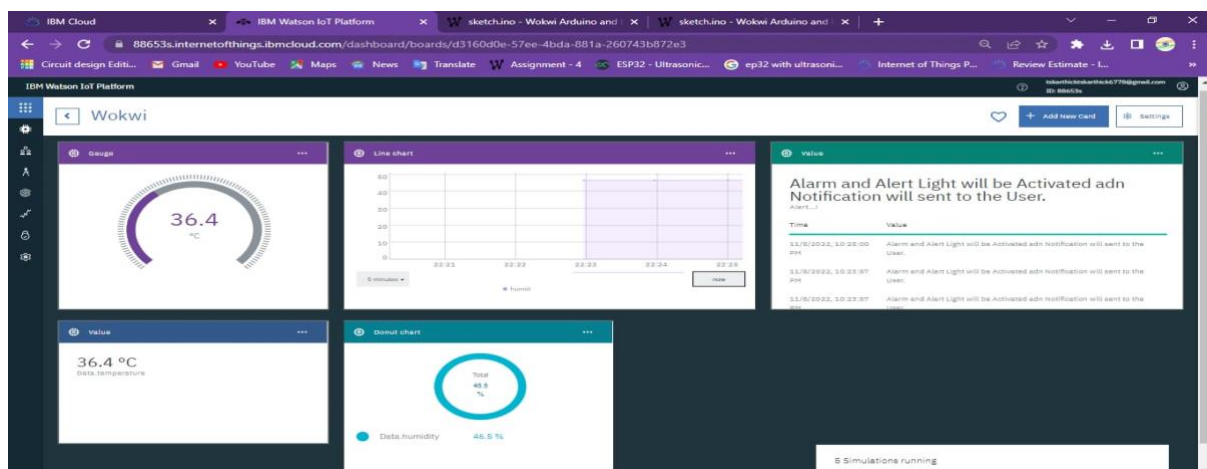 IBM Cloud
IBM Watson IoT Platform
sketch.ino - Wokwi Arduino and
sketch.ino - Wokwi Arduino and
88653s.internetofthings.ibmcloud.com/dashboard/boards/d3160d0e-57ee-4bda-881a-260743b872e3
Circuit design Editi... Gmail YouTube Maps News Translate Assignment - 4 ESP32 - Ultrasonic... ep32 with ultrasoni... Internet of Things P... Review Estimate - I...
IBM Watson IoT Platform
ID: 88653s
Wokwi
+ Add New Card
Settings
Gauge
36.4
°C
Line chart
50
40
30
20
10
0
22:21 22:22 22:23 22:24 22:25
5 minutes
now
humid
Value
Alarm and Alert Light will be Activated adn
Notification will sent to the User.
Alert...!
Time Value
11/8/2022, 10:25:00 PM
Alarm and Alert Light will be Activated adn Notification will sent to the User.
11/8/2022, 10:23:57 PM
Alarm and Alert Light will be Activated adn Notification will sent to the User.
11/8/2022, 10:23:57 PM
Alarm and Alert Light will be Activated adn Notification will sent to the User.
Value
36.4 °C
Data.temperature
Donut chart
Total
46.5
%
Data.humidity 46.5 %
5 Simulations running